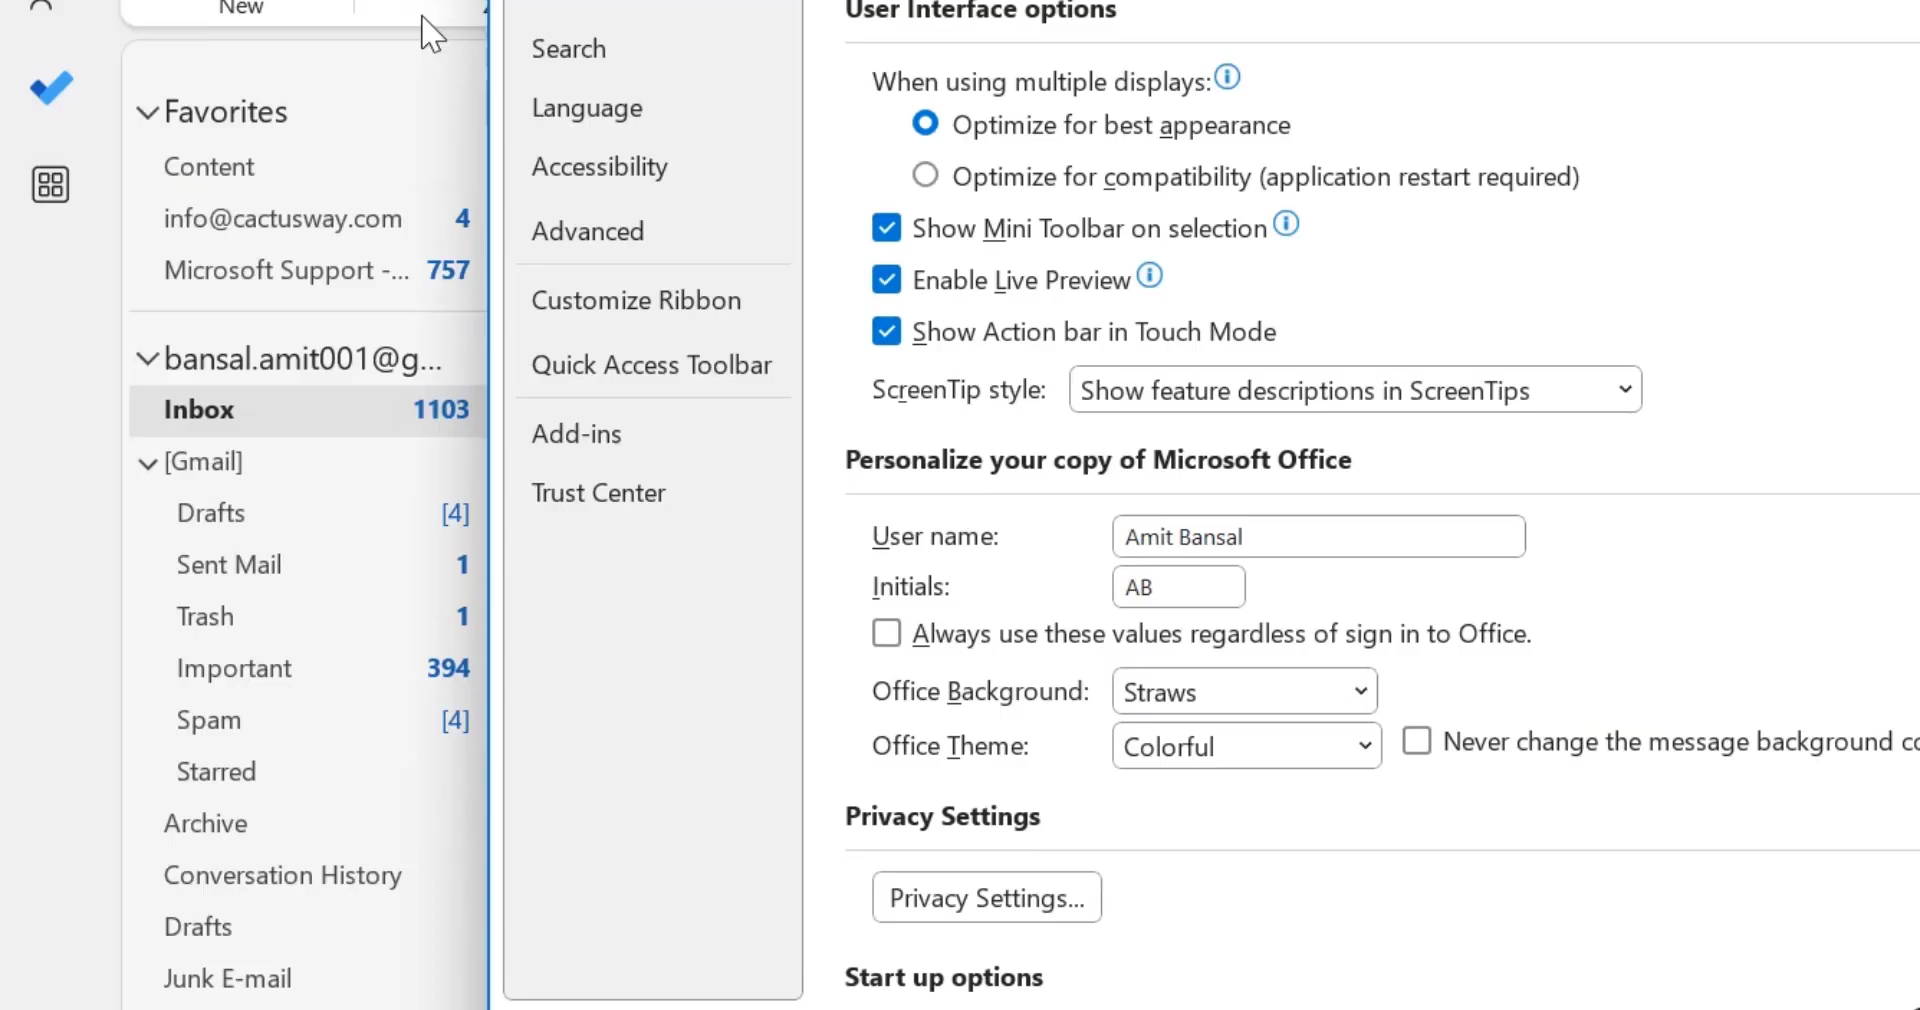 New
Favorites
Content
info@cactusway.com 4
Microsoft Support -... 757
bansal.amit001@g...
Inbox 1103
[Gmail]
Drafts [4]
Sent Mail 1
Trash 1
Important 394
Spam [4]
Starred
Archive
Conversation History
Drafts
Junk E-mail
Search
Language
Accessibility
Advanced
Customize Ribbon
Quick Access Toolbar
Add-ins
Trust Center
User Interface options
When using multiple displays:
Optimize for best appearance
Optimize for compatibility (application restart required)
Show Mini Toolbar on selection
Enable Live Preview
Show Action bar in Touch Mode
ScreenTip style: Show feature descriptions in ScreenTips
Personalize your copy of Microsoft Office
User name: Amit Bansal
Initials: AB
Always use these values regardless of sign in to Office.
Office Background: Straws
Office Theme: Colorful Never change the message background
Privacy Settings
Privacy Settings...
Start up options